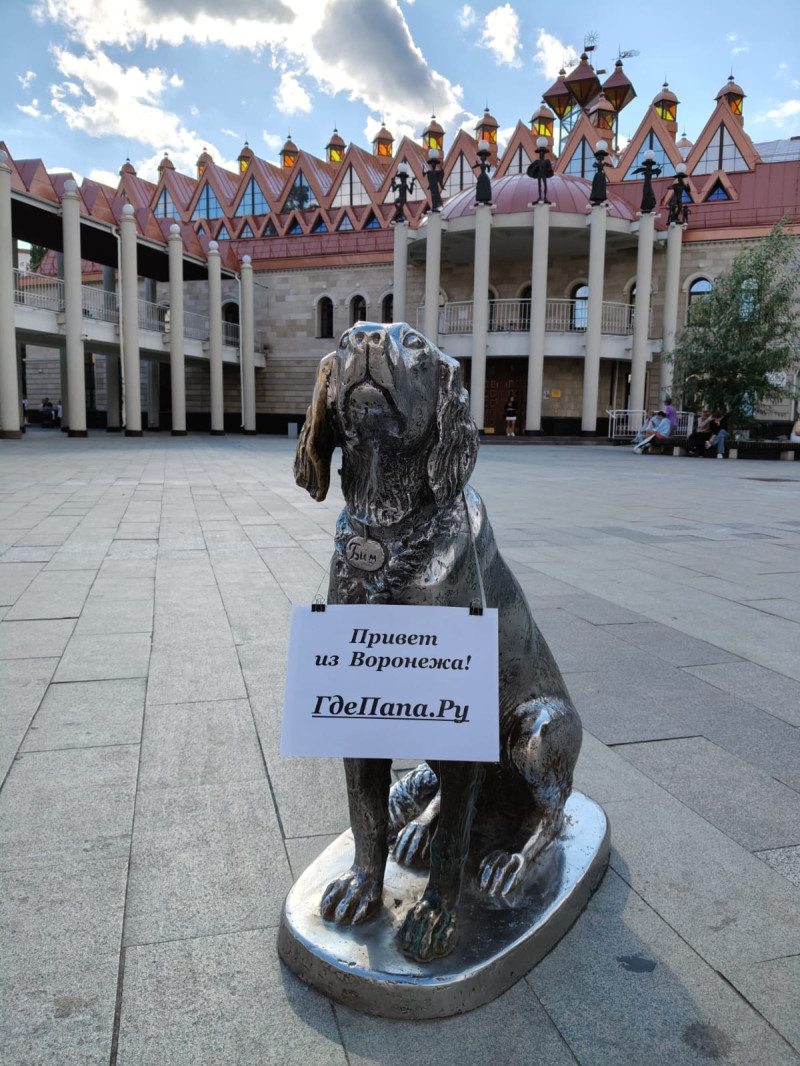 Бим
Привет
из Воронежа!
ГдеПапа.Ру